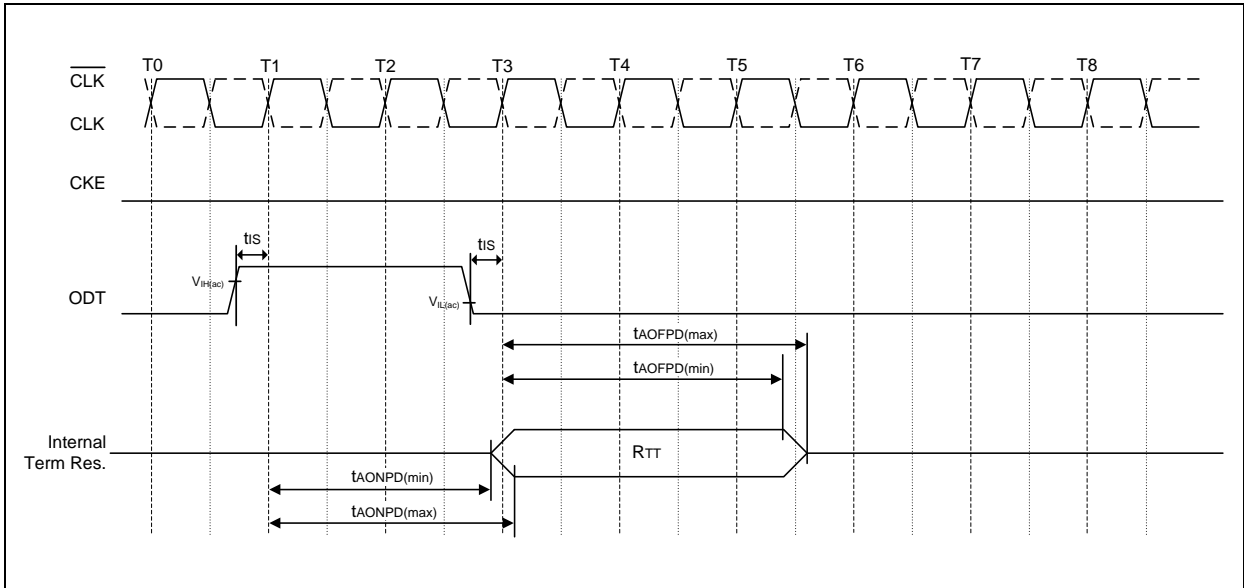 T0 T1 T2 T3 T4 T5 T6 T7 T8
CLK
CLK
CKE
tIS tIS
VIH(ac)
ODT
VIL(ac)
tAOFPD(max)
tAOFPD(min)
Internal
Term Res.
RTT
tAONPD(min)
tAONPD(max)